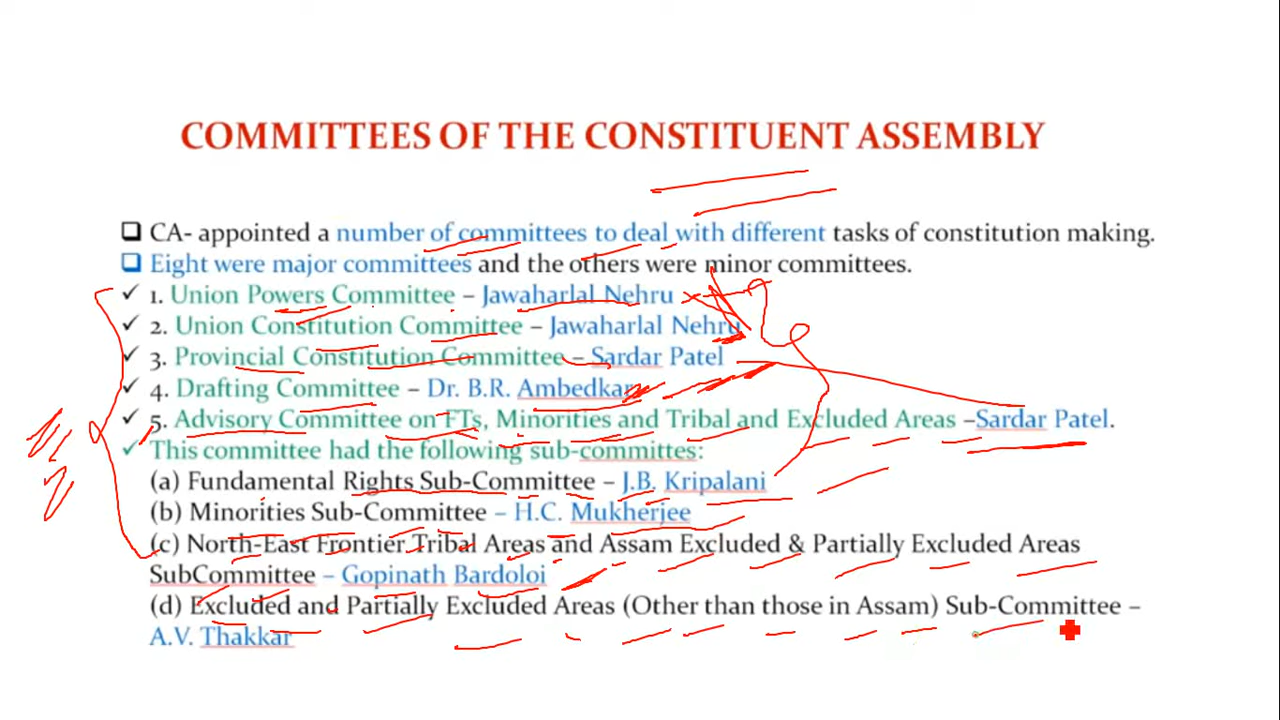 COMMITTEES OF THE CONSTITUENT ASSEMBLY
❑ CA- appointed a number of committees to deal with different tasks of constitution making.
❑ Eight were major committees and the others were minor committees.
✓ 1. Union Powers Committee – Jawaharlal Nehru
✓ 2. Union Constitution Committee – Jawaharlal Nehru
✓ 3. Provincial Constitution Committee – Sardar Patel
✓ 4. Drafting Committee – Dr. B.R. Ambedkar
✓ 5. Advisory Committee on FTs, Minorities and Tribal and Excluded Areas –Sardar Patel.
✓ This committee had the following sub-committes:
(a) Fundamental Rights Sub-Committee – J.B. Kripalani
(b) Minorities Sub-Committee – H.C. Mukherjee
(c) North-East Frontier Tribal Areas and Assam Excluded & Partially Excluded Areas
SubCommittee – Gopinath Bardoloi
(d) Excluded and Partially Excluded Areas (Other than those in Assam) Sub-Committee –
A.V. Thakkar